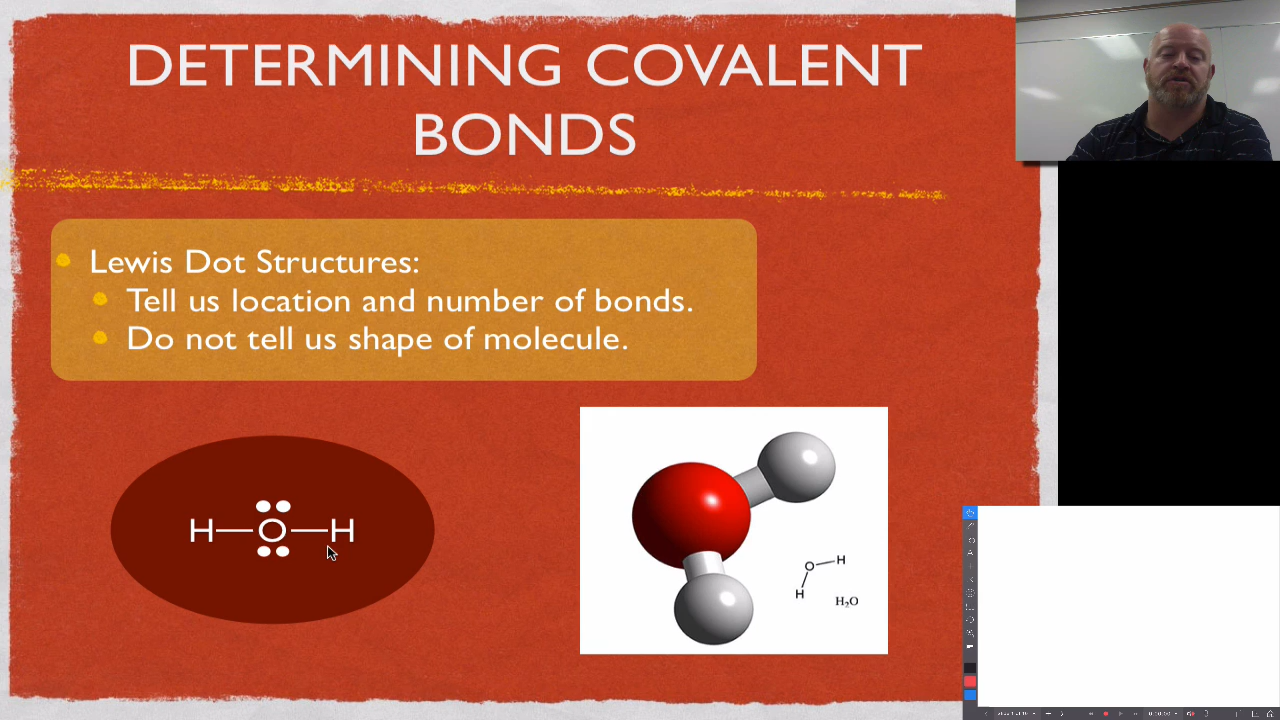 DETERMINING COVALENT
BONDS
Lewis Dot Structures:
Tell us location and number of bonds.
Do not tell us shape of molecule.
H—O—H
O
H
H
H₂O